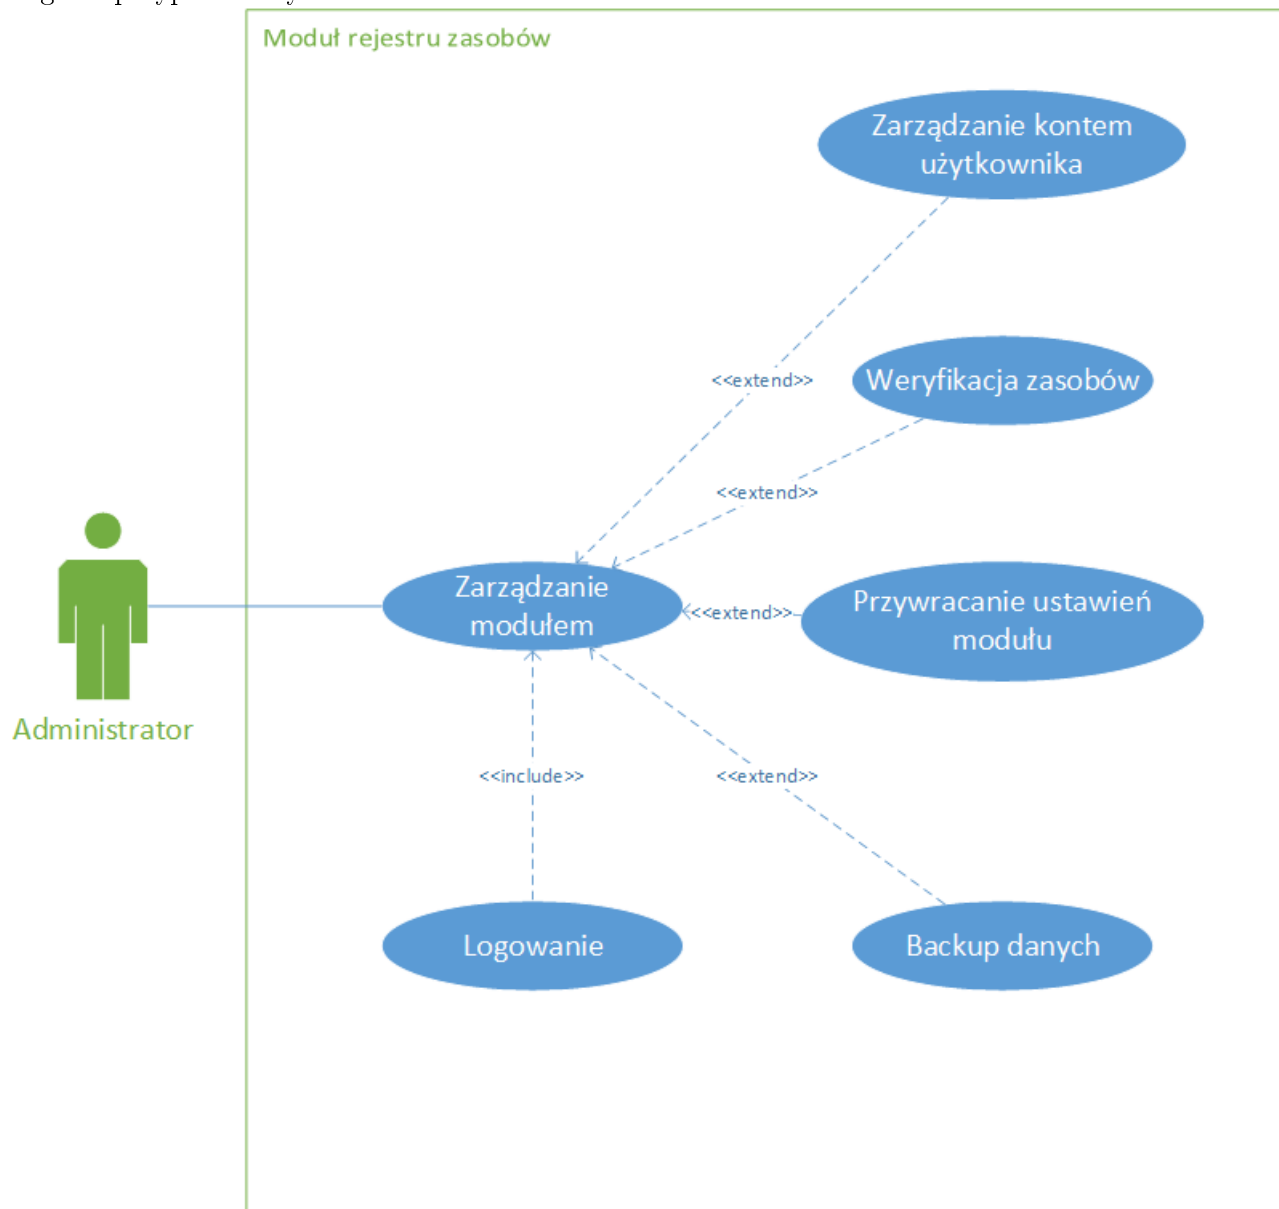 Moduł rejestru zasobów
Zarządzanie kontem
użytkownika
<<extend>>
Weryfikacja zasobów
<<extend>>
Zarządzanie
modułem
<<extend>>
Przywracanie ustawień
modułu
Administrator
<<include>>
<<extend>>
Logowanie
Backup danych